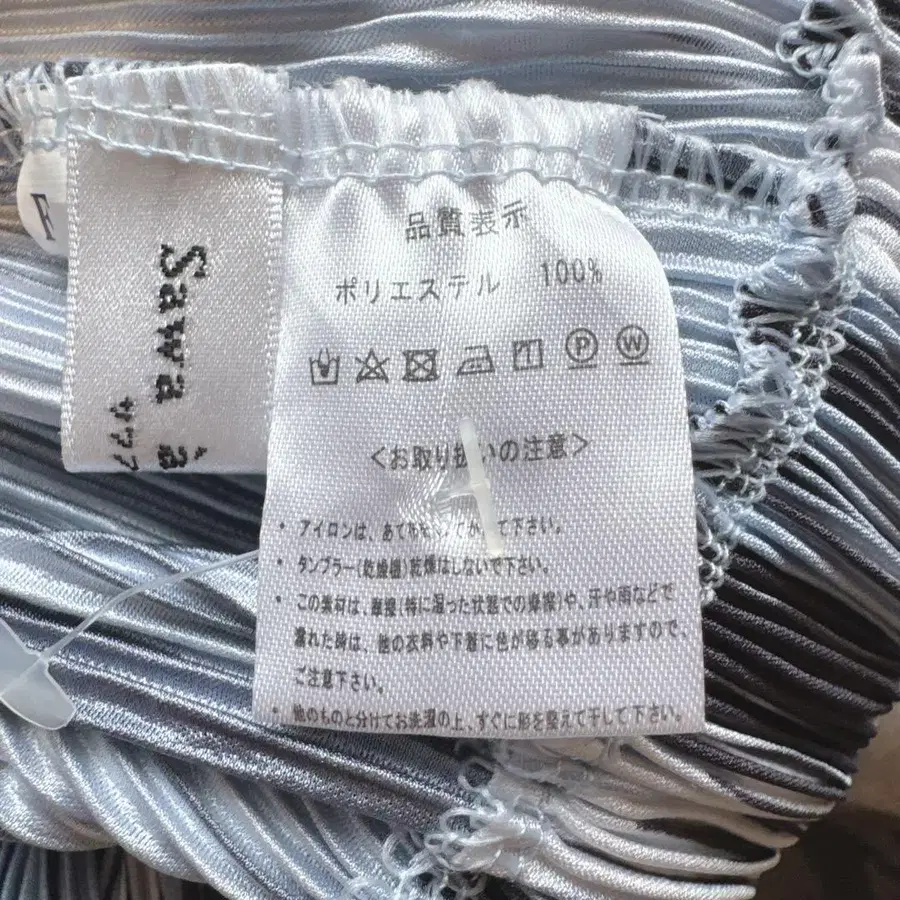 F
Sawa a
サワア
品質表示
ポリエステル 100%
P W
<お取り扱いの注意>
・アイロンは、あて布をしてかけて下さい。
・タンブラー(乾燥機)乾燥はしないで下さい。
・この素材は、摩擦(特に湿った状態での摩擦)や、汗や雨などで
濡れた時は、他の衣料や下着に色が移る事がありますので、
ご注意下さい。
・他のものと分けてお洗濯の上、すぐに形を整えて干して下さい。